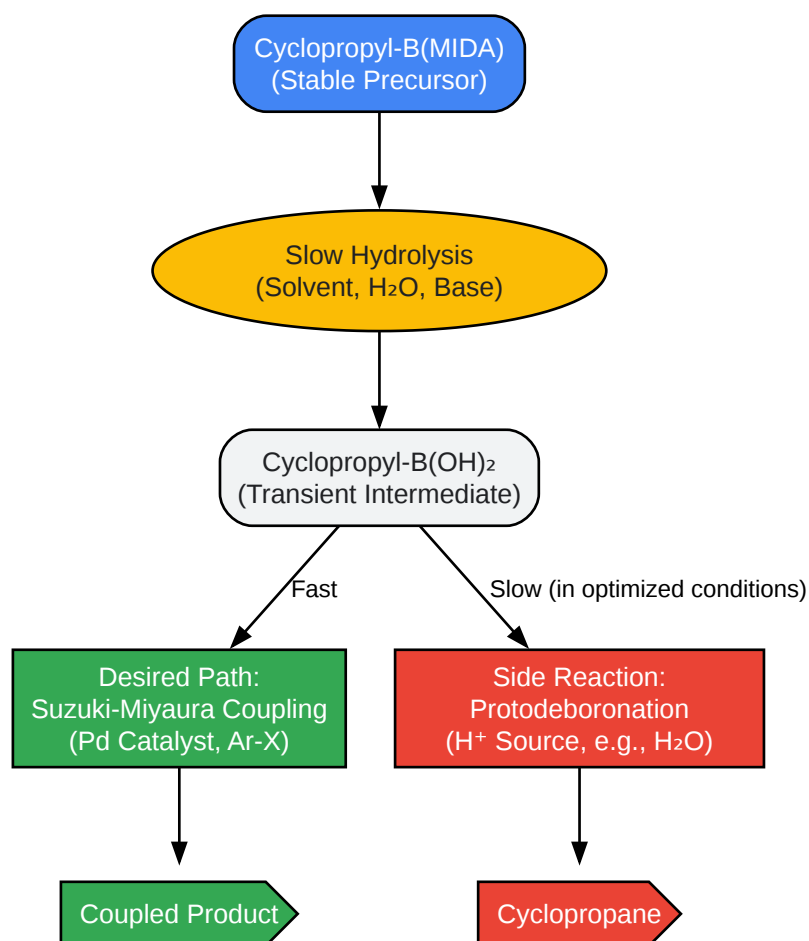 Cyclopropyl-B(MIDA)
(Stable Precursor)
Slow Hydrolysis
(Solvent, H₂O, Base)
Cyclopropyl-B(OH)₂
(Transient Intermediate)
Fast
Slow (in optimized conditions)
Desired Path:
Suzuki-Miyaura Coupling
(Pd Catalyst, Ar-X)
Side Reaction:
Protodeboronation
(H⁺ Source, e.g., H₂O)
Coupled Product
Cyclopropane